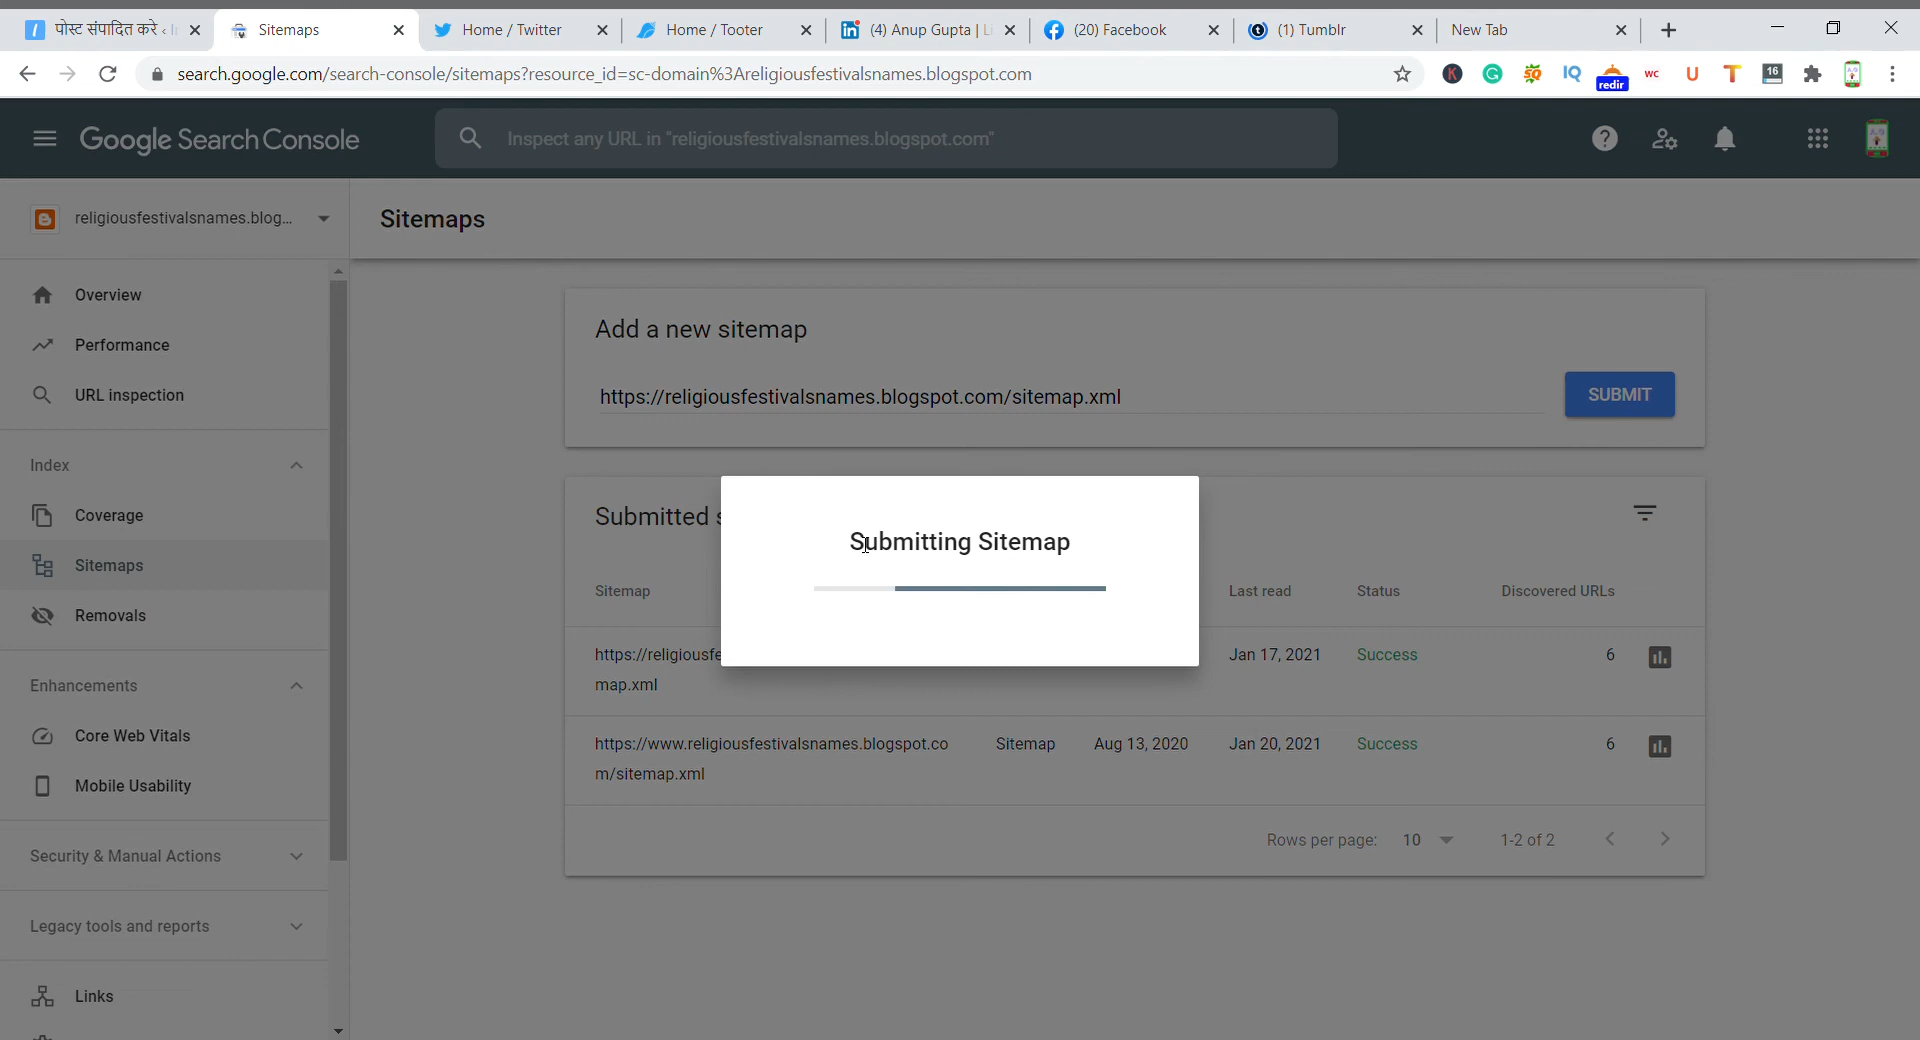 पोस्ट संपादित करे ‹
Sitemaps
Home / Twitter
Home / Tooter
(4) Anup Gupta |
(20) Facebook
(1) Tumblr
New Tab
search.google.com/search-console/sitemaps?resource_id=sc-domain%3Areligiousfestivalsnames.blogspot.com
K
G
SQ
IQ
redir
WC
U
T
16
Google Search Console
Inspect any URL in "religiousfestivalsnames.blogspot.com"
religiousfestivalsnames.blog...
Sitemaps
Overview
Performance
URL inspection
Index
Coverage
Sitemaps
Removals
Enhancements
Core Web Vitals
Mobile Usability
Security & Manual Actions
Legacy tools and reports
Links
Add a new sitemap
https://religiousfestivalsnames.blogspot.com/sitemap.xml
SUBMIT
Submitted
Submitting Sitemap
Sitemap
Last read
Status
Discovered URLs
https://religiousfe
map.xml
Jan 17, 2021
Success
6
https://www.religiousfestivalsnames.blogspot.co
m/sitemap.xml
Sitemap
Aug 13, 2020
Jan 20, 2021
Success
6
Rows per page:
10
1-2 of 2